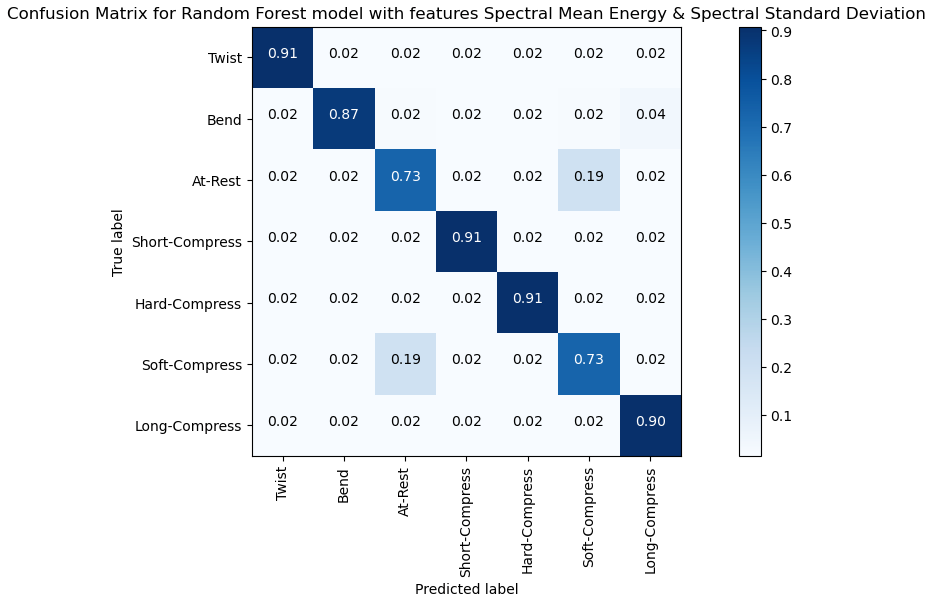 Confusion Matrix for Random Forest model with features Spectral Mean Energy & Spectral Standard Deviation
True label
Twist 0.91 0.02 0.02 0.02 0.02 0.02 0.02
Bend 0.02 0.87 0.02 0.02 0.02 0.02 0.04
At-Rest 0.02 0.02 0.73 0.02 0.02 0.19 0.02
Short-Compress 0.02 0.02 0.02 0.91 0.02 0.02 0.02
Hard-Compress 0.02 0.02 0.02 0.02 0.91 0.02 0.02
Soft-Compress 0.02 0.02 0.19 0.02 0.02 0.73 0.02
Long-Compress 0.02 0.02 0.02 0.02 0.02 0.02 0.90
Twist
Bend
At-Rest
Short-Compress
Hard-Compress
Soft-Compress
Long-Compress
Predicted label
0.9
0.8
0.7
0.6
0.5
0.4
0.3
0.2
0.1